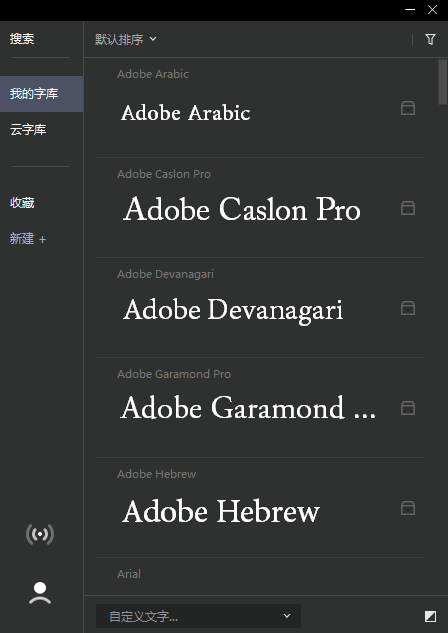 搜索
我的字库
云字库
收藏
新建 +
默认排序
Adobe Arabic
Adobe Arabic
Adobe Caslon Pro
Adobe Caslon Pro
Adobe Devanagari
Adobe Devanagari
Adobe Garamond Pro
Adobe Garamond ...
Adobe Hebrew
Adobe Hebrew
Arial
自定义文字...